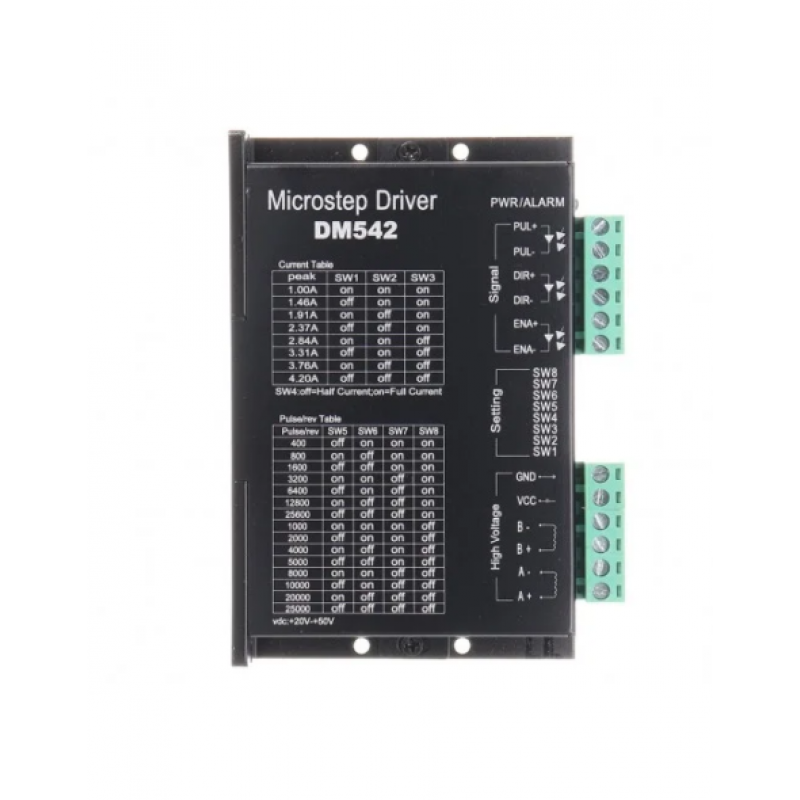 Microstep Driver
DM542
PWR/ALARM
Current Table
peak SW1 SW2 SW3
1.00A on on on
1.46A off on on
1.91A on off on
2.37A off off on
2.84A on on off
3.31A off on off
3.76A on off off
4.20A off off off
SW4:off=Half Current;on=Full Current
Pulse/rev Table
Pulse/rev SW5 SW6 SW7 SW8
400 off on on on
800 on off on on
1600 off off on on
3200 on on off on
6400 off on off on
12800 on off off on
25600 off off off on
1000 on on on off
2000 off on on off
4000 on off on off
5000 off off on off
8000 on on off off
10000 off on off off
20000 on off off off
25000 off off off off
vdc:+20V-+50V
Signal
PUL+
PUL-
DIR+
DIR-
ENA+
ENA-
Setting
SW8
SW7
SW6
SW5
SW4
SW3
SW2
SW1
High Voltage
GND
VCC
B -
B +
A -
A +